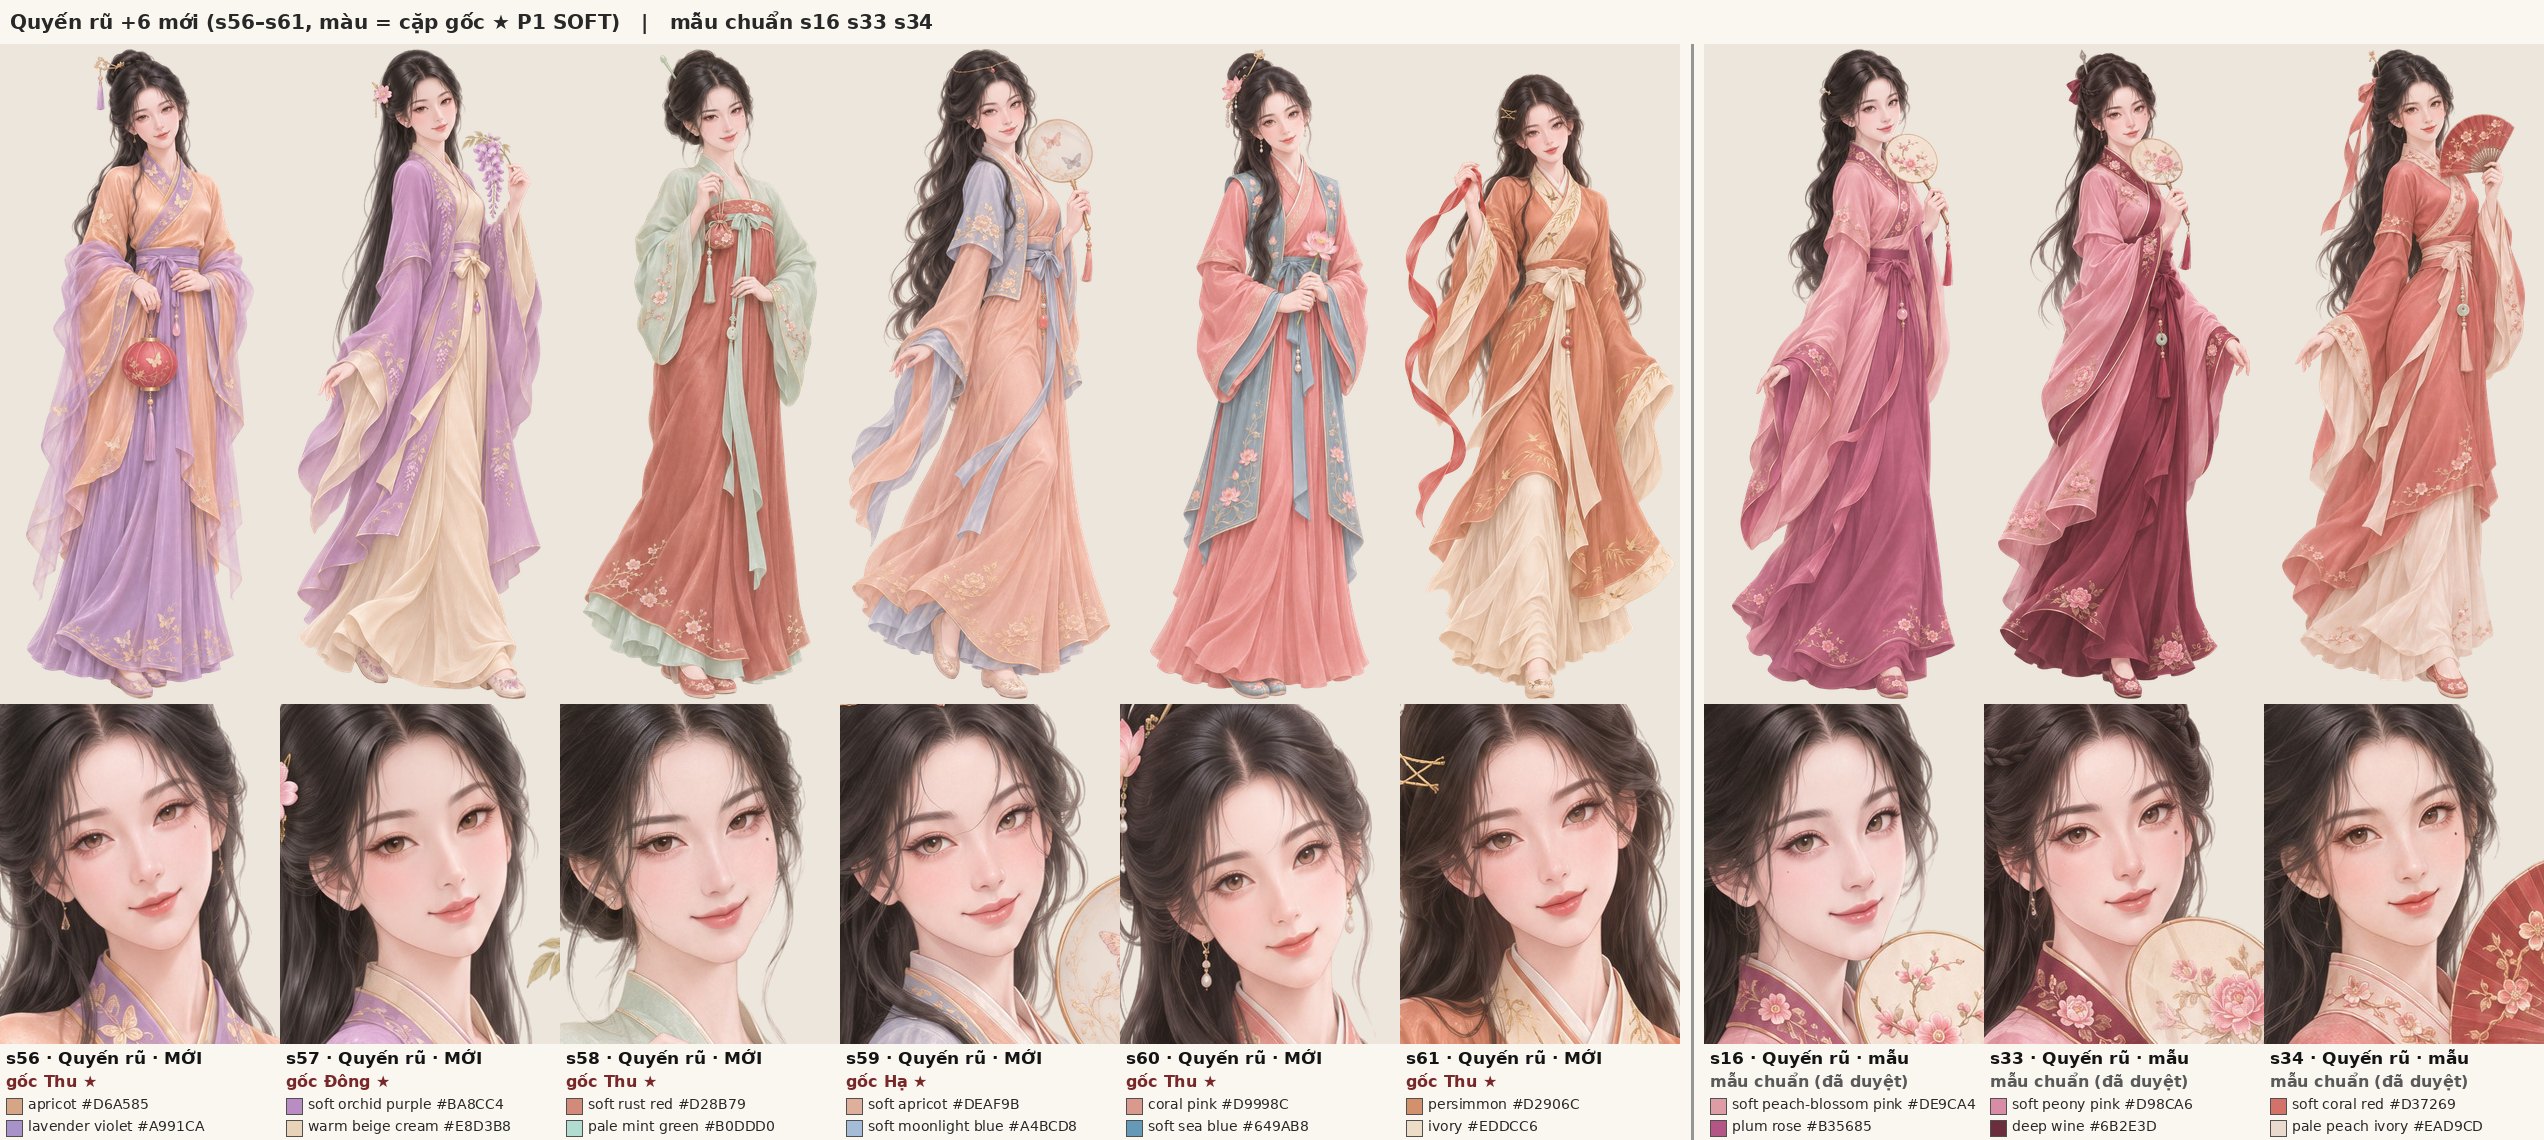 Quyến rũ +6 mới (s56–s61, màu = cặp gốc ★ P1 SOFT) | mẫu chuẩn s16 s33 s34
s56 · Quyến rũ · MỚI
gốc Thu ★
apricot #D6A585
lavender violet #A991CA
s57 · Quyến rũ · MỚI
gốc Đông ★
soft orchid purple #BA8CC4
warm beige cream #E8D3B8
s58 · Quyến rũ · MỚI
gốc Thu ★
soft rust red #D28B79
pale mint green #B0DDD0
s59 · Quyến rũ · MỚI
gốc Hạ ★
soft apricot #DEAF9B
soft moonlight blue #A4BCD8
s60 · Quyến rũ · MỚI
gốc Thu ★
coral pink #D9998C
soft sea blue #649AB8
s61 · Quyến rũ · MỚI
gốc Thu ★
persimmon #D2906C
ivory #EDDCC6
s16 · Quyến rũ · mẫu
mẫu chuẩn (đã duyệt)
soft peach-blossom pink #DE9CA4
plum rose #B35685
s33 · Quyến rũ · mẫu
mẫu chuẩn (đã duyệt)
soft peony pink #D98CA6
deep wine #6B2E3D
s34 · Quyến rũ · mẫu
mẫu chuẩn (đã duyệt)
soft coral red #D37269
pale peach ivory #EAD9CD